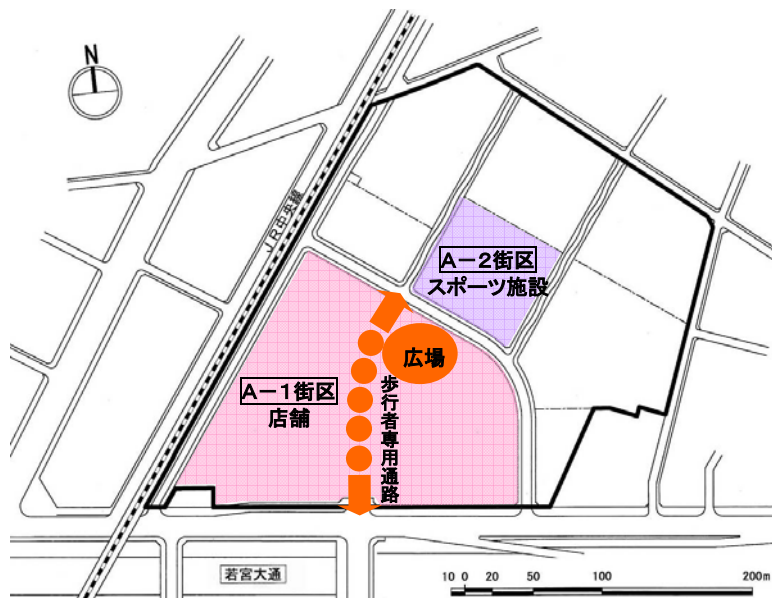 N
JR中央線
A-2街区
スポーツ施設
広場
A-1街区
店舗
歩行者専用通路
若宮大通
10 0 20 50 100 200m